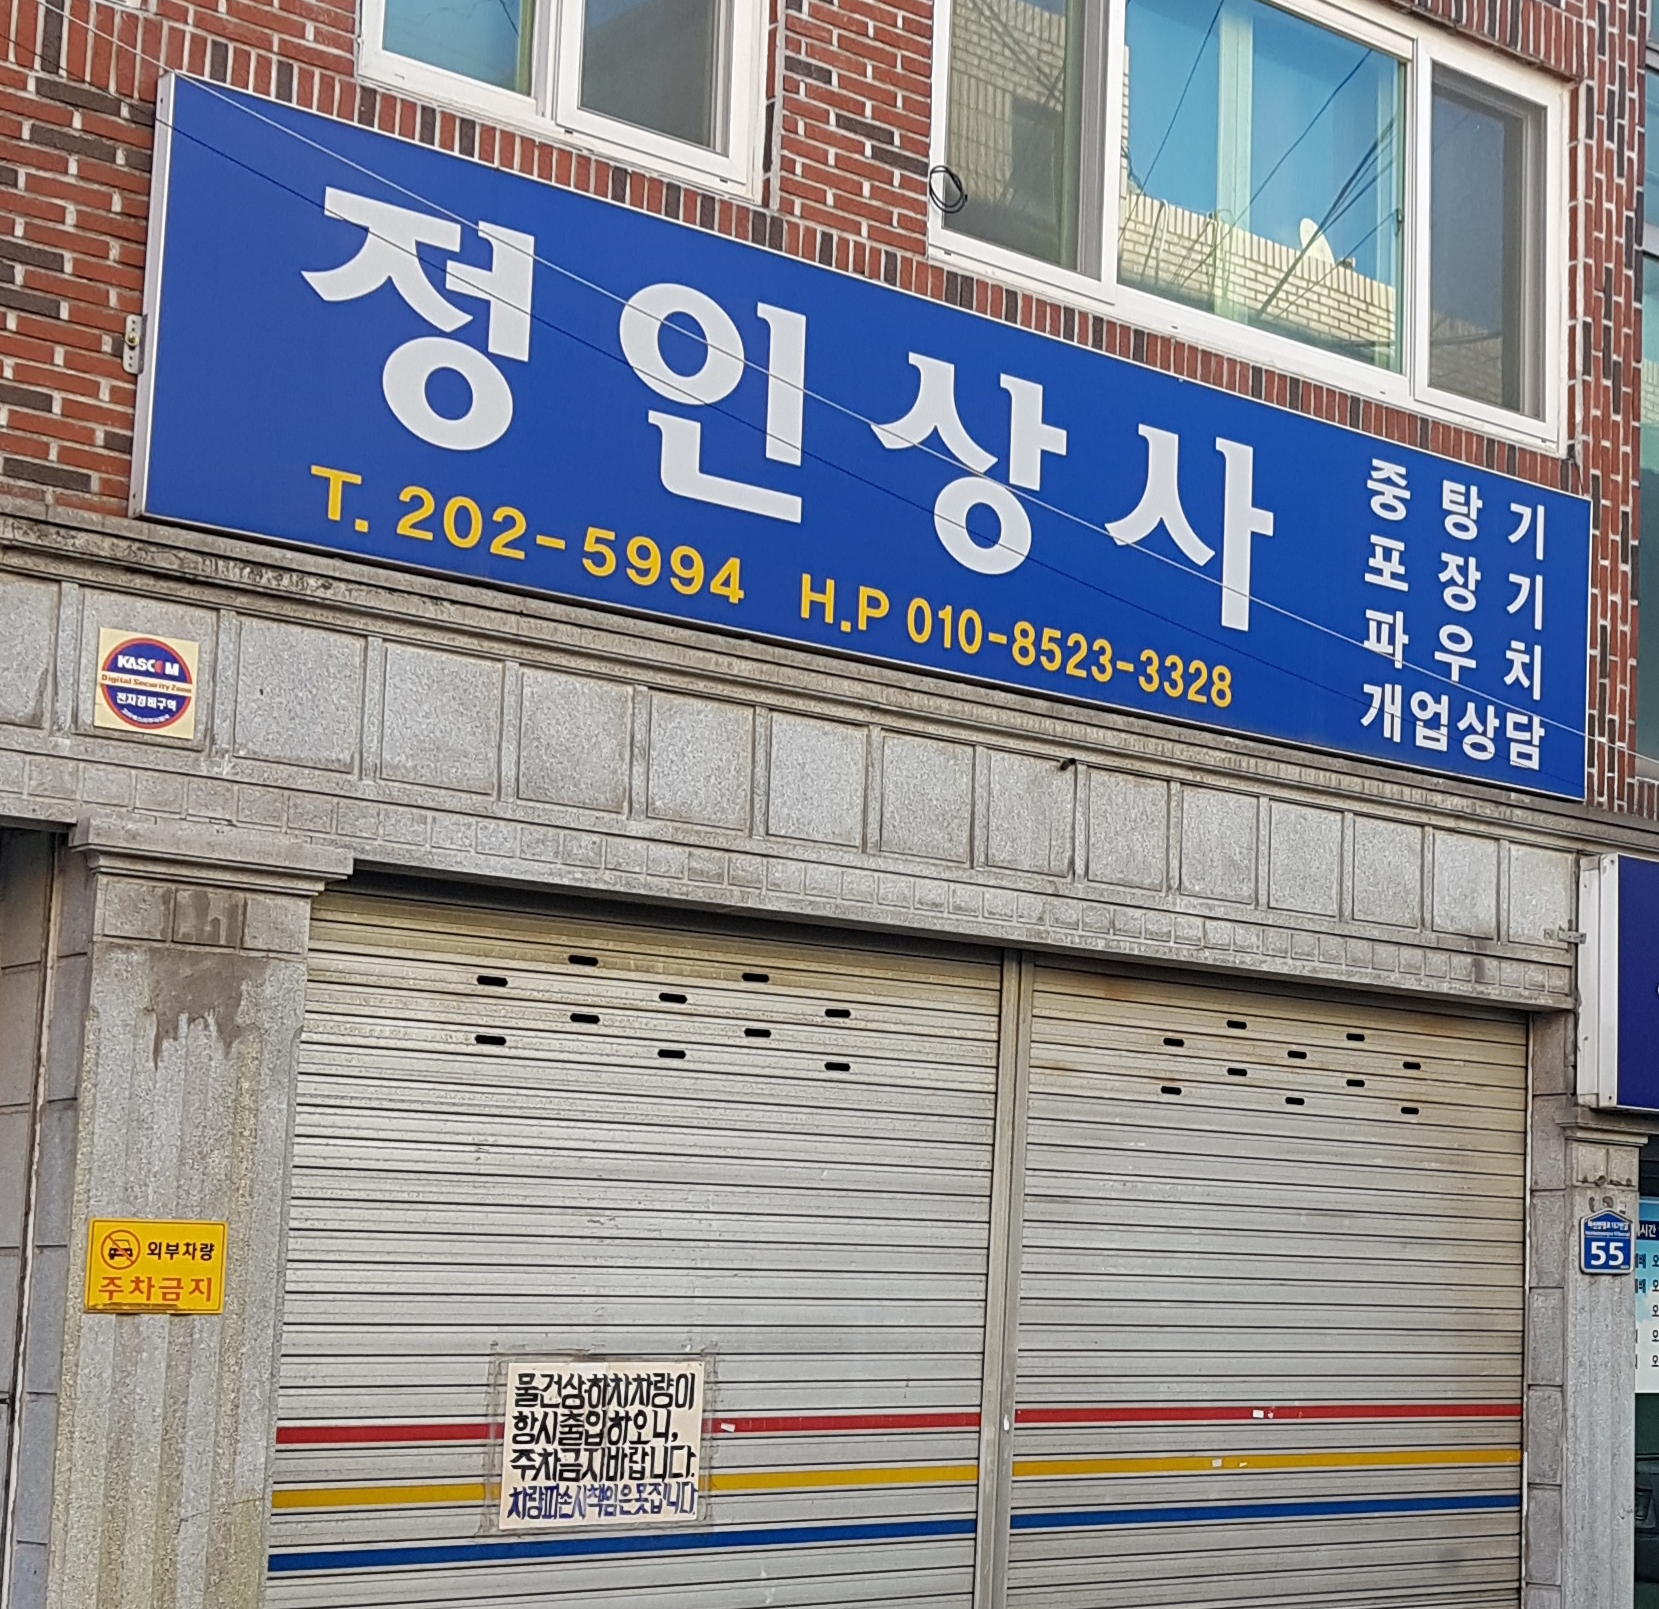 정인상사
T. 202-5994 H.P 010-8523-3328
중탕기
포장기
파우치
개업상담
KASCOM
Digital Security Zone
전자경비구역
외부차량
주차금지
물건상하차차량이
항시출입하오니,
주차금지바랍니다.
차량파손시책임은못집니다.
55